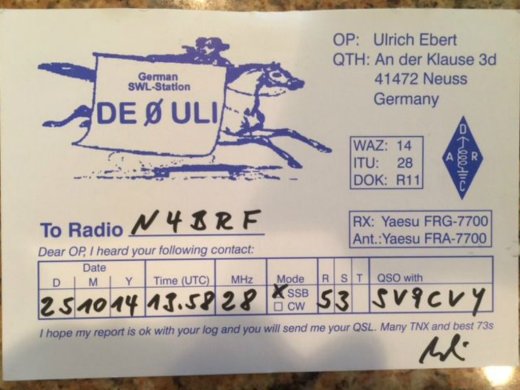 German
SWL-Station
DE Ø ULI
OP: Ulrich Ebert
QTH: An der Klause 3d
41472 Neuss
Germany
WAZ: 14
ITU: 28
DOK: R11
D
A R
C
To Radio N4BRF
RX: Yaesu FRG-7700
Ant.:Yaesu FRA-7700
Dear OP, I heard your following contact:
Date
D M Y Time (UTC) MHz Mode R S T QSO with
25 10 14 13.58 28 X SSB 53 SV9CVY
CW
I hope my report is ok with your log and you will send me your QSL. Many TNX and best 73s